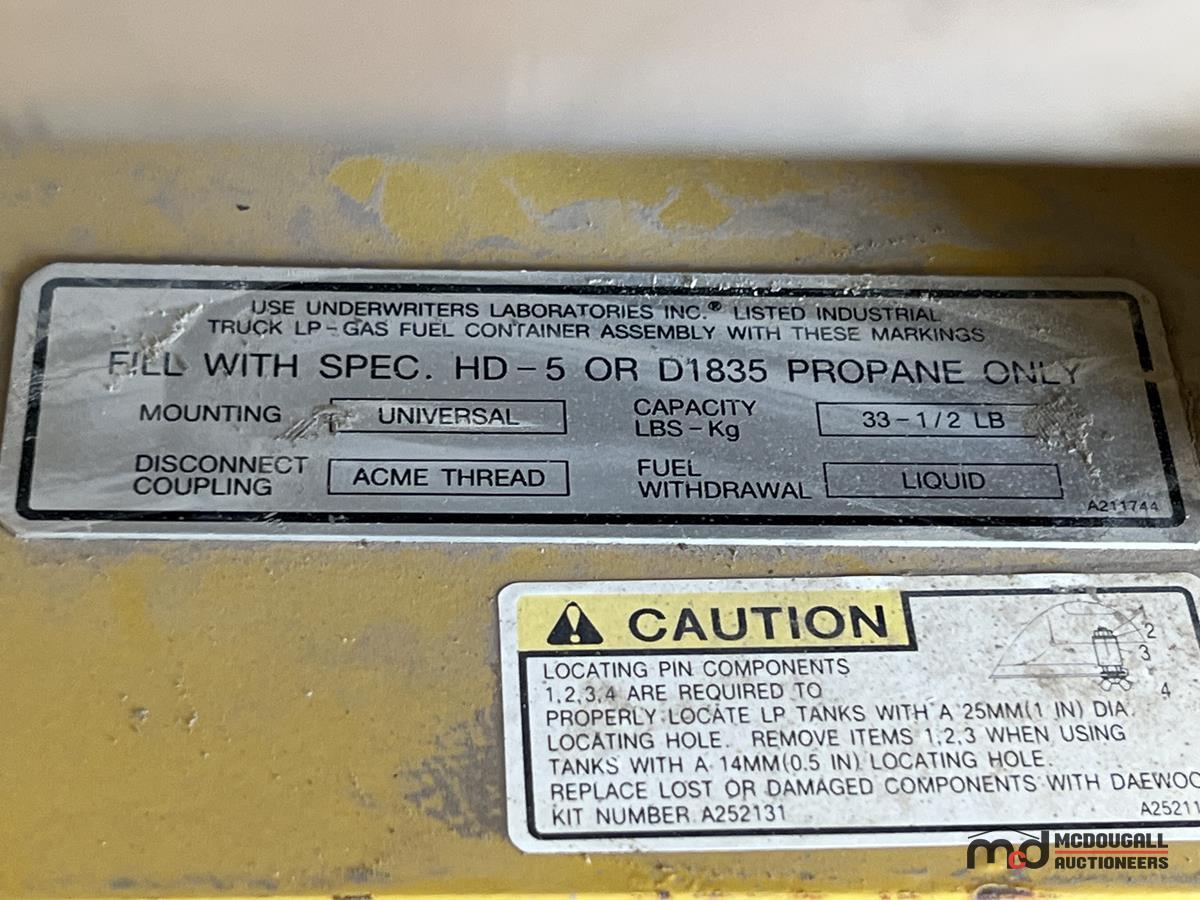 USE UNDERWRITERS LABORATORIES INC.® LISTED INDUSTRIAL
TRUCK LP-GAS FUEL CONTAINER ASSEMBLY WITH THESE MARKINGS
FILL WITH SPEC. HD-5 OR D1835 PROPANE ONLY
MOUNTING UNIVERSAL
CAPACITY
LBS-Kg 33-1/2 LB
DISCONNECT
COUPLING ACME THREAD
FUEL
WITHDRAWAL LIQUID
A211744
CAUTION
1
2
3
4
LOCATING PIN COMPONENTS
1,2,3,4 ARE REQUIRED TO
PROPERLY LOCATE LP TANKS WITH A 25MM(1 IN) DIA.
LOCATING HOLE. REMOVE ITEMS 1,2,3 WHEN USING
TANKS WITH A 14MM(0.5 IN) LOCATING HOLE.
REPLACE LOST OR DAMAGED COMPONENTS WITH DAEWOO
KIT NUMBER A252131
A25211
mcd MCDOUGALL
AUCTIONEERS